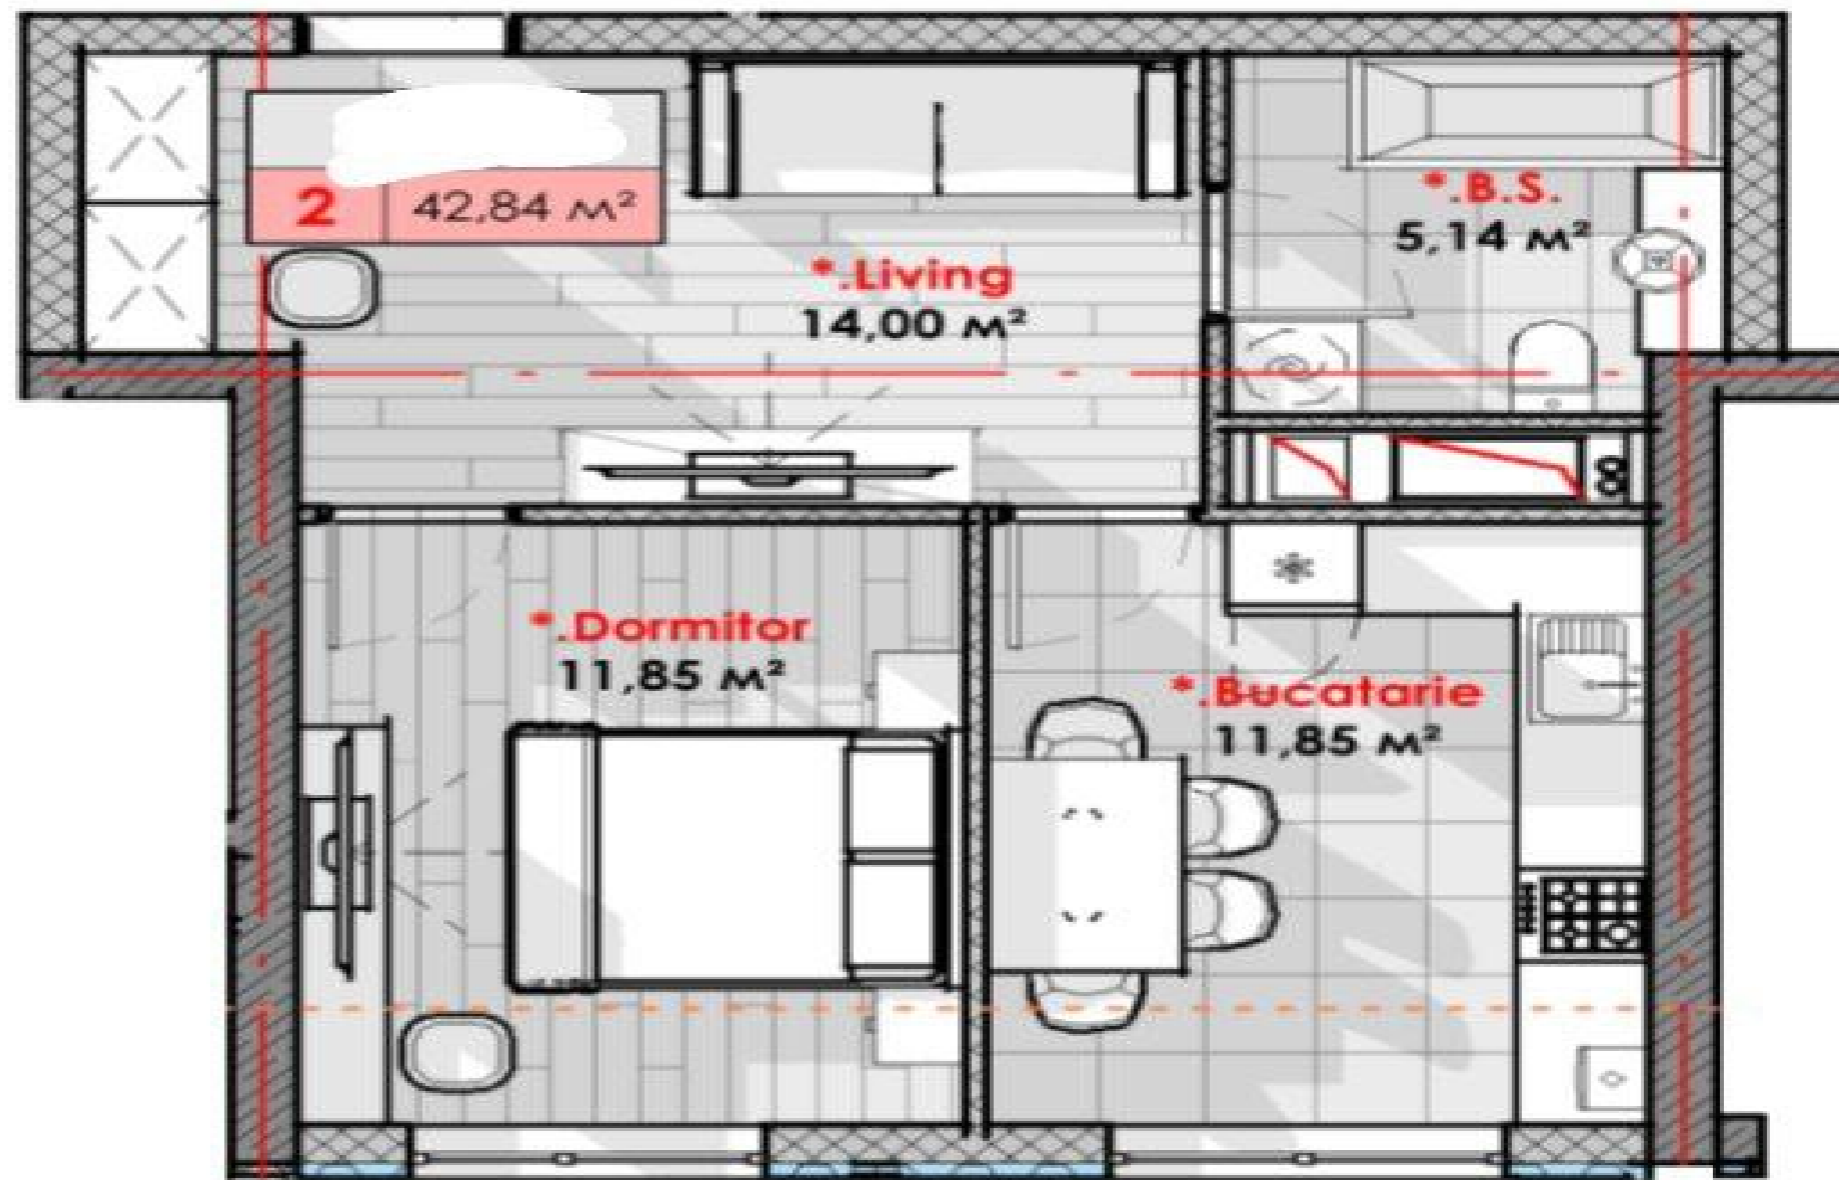 2 42,84 м²
*.Living
14,00 м²
*.B.S.
5,14 м²
*.Dormitor
11,85 м²
*.Bucatarie
11,85 м²